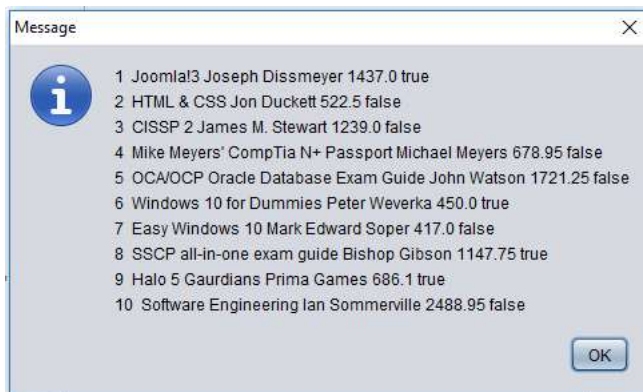 Message
1 Joomla!3 Joseph Dissmeyer 1437.0 true
2 HTML & CSS Jon Duckett 522.5 false
3 CISSP 2 James M. Stewart 1239.0 false
4 Mike Meyers' CompTia N+ Passport Michael Meyers 678.95 false
5 OCA/OCP Oracle Database Exam Guide John Watson 1721.25 false
6 Windows 10 for Dummies Peter Weverka 450.0 true
7 Easy Windows 10 Mark Edward Soper 417.0 false
8 SSCP all-in-one exam guide Bishop Gibson 1147.75 true
9 Halo 5 Gaurdians Prima Games 686.1 true
10 Software Engineering Ian Sommerville 2488.95 false
OK